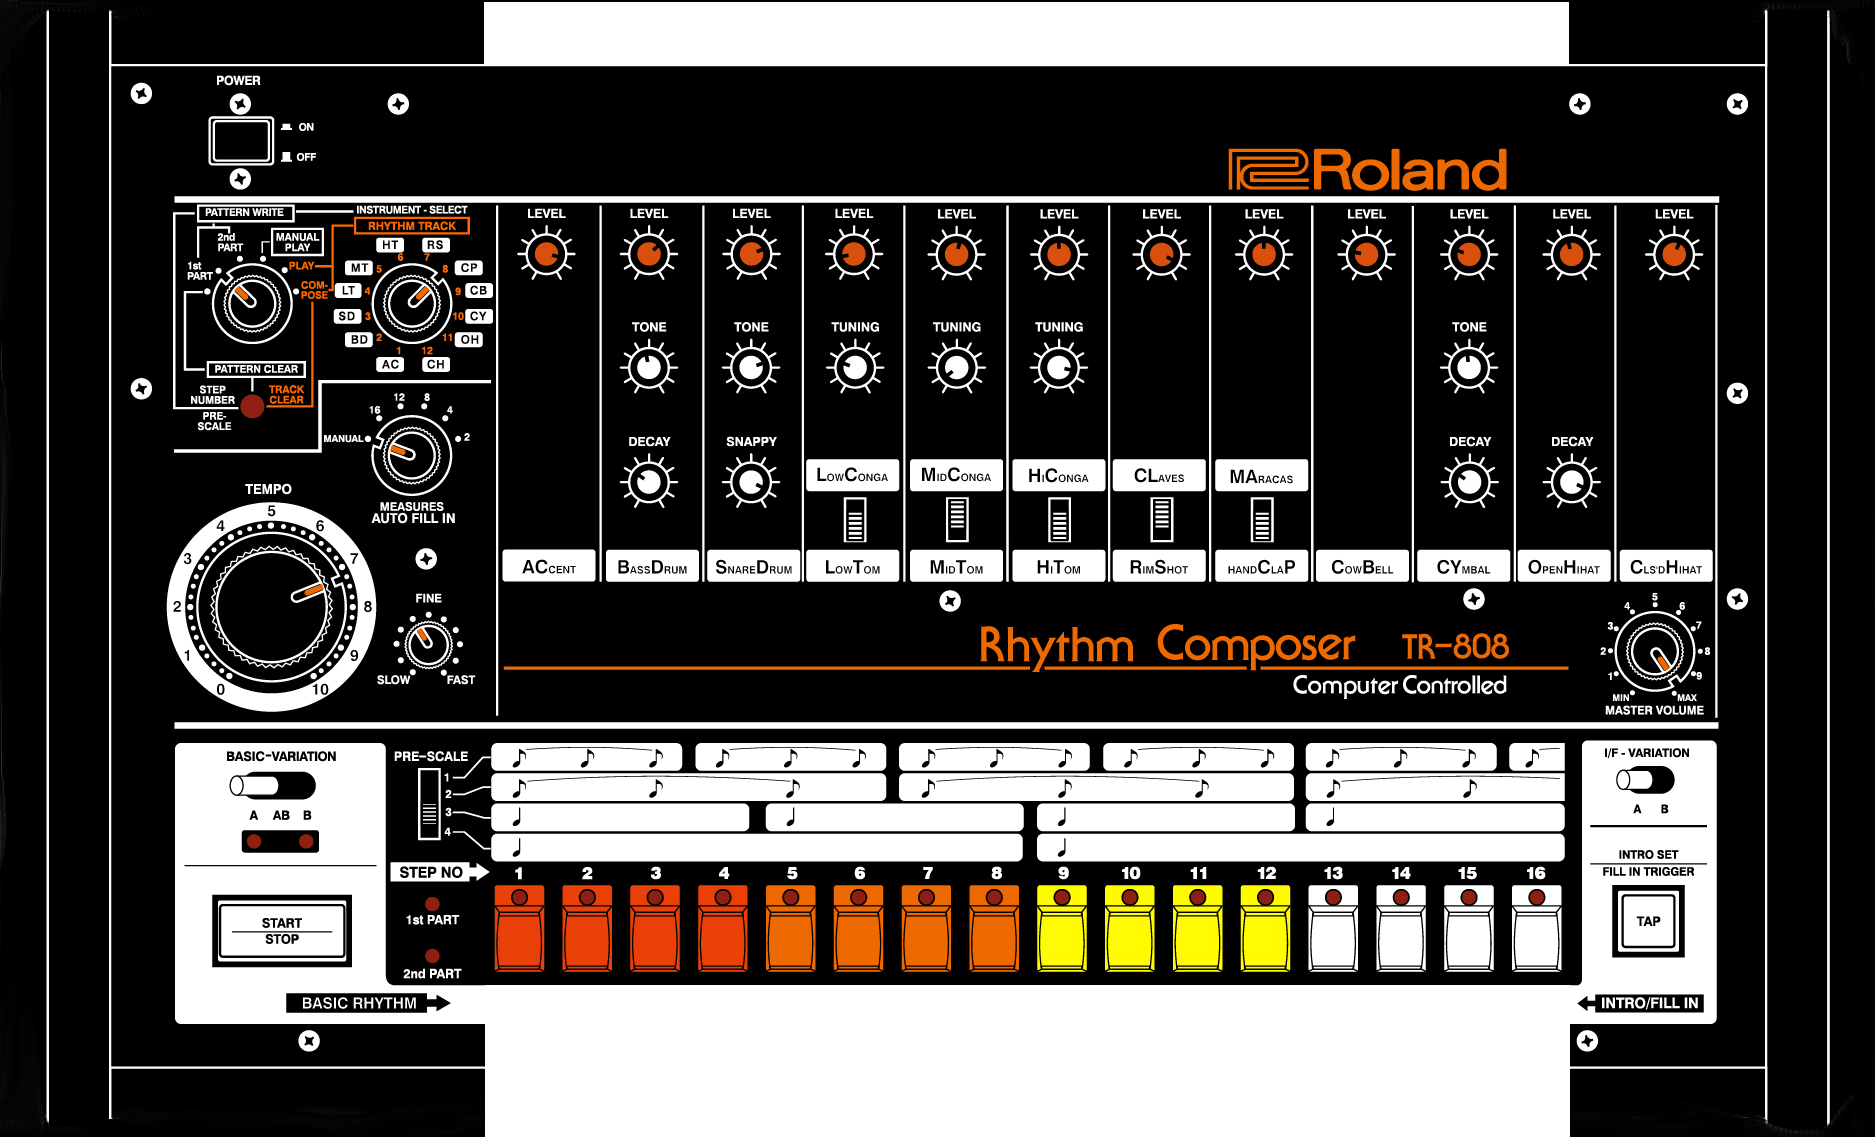 POWER
ON
OFF
Roland
PATTERN WRITE
INSTRUMENT - SELECT
RHYTHM TRACK
2nd
PART
MANUAL
PLAY
1st
PART
PLAY
COM-
POSE
HT RS
6 7
MT 5 8 CP
LT 4 9 CB
SD 3 10 CY
BD 2 11 OH
1 12
AC CH
PATTERN CLEAR
STEP
NUMBER
TRACK
CLEAR
PRE-
SCALE
MANUAL 16 12 8 4 2
MEASURES
AUTO FILL IN
TEMPO
0 1 2 3 4 5 6 7 8 9 10
FINE
SLOW FAST
LEVEL LEVEL LEVEL LEVEL LEVEL LEVEL LEVEL LEVEL LEVEL LEVEL LEVEL LEVEL
TONE TONE TUNING TUNING TUNING TONE
DECAY SNAPPY DECAY DECAY
LOWCONGA MIDCONGA HICONGA CLAVES MARACAS
ACCENT BASSDRUM SNAREDRUM LOWTOM MIDTOM HITOM RIMSHOT HANDCLAP COWBELL CYMBAL OPENHIHAT CLS'DHIHAT
Rhythm Composer TR-808
Computer Controlled
MIN 1 2 3 4 5 6 7 8 9 MAX
MASTER VOLUME
BASIC-VARIATION
A AB B
START
STOP
BASIC RHYTHM
PRE-SCALE
1
2
3
4
STEP NO 1 2 3 4 5 6 7 8 9 10 11 12 13 14 15 16
1st PART
2nd PART
I/F - VARIATION
A B
INTRO SET
FILL IN TRIGGER
TAP
INTRO/FILL IN